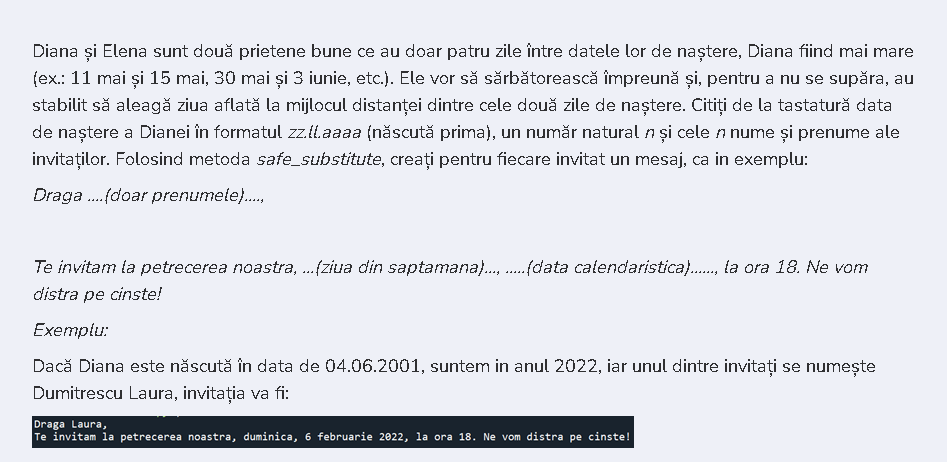 Diana și Elena sunt două prietene bune ce au doar patru zile între datele lor de naștere, Diana fiind mai mare
(ex.: 11 mai și 15 mai, 30 mai și 3 iunie, etc.). Ele vor să sărbătorească împreună și, pentru a nu se supăra, au
stabilit să aleagă ziua aflată la mijlocul distanței dintre cele două zile de naștere. Citiți de la tastatură data
de naștere a Dianei în formatul zz.ll.aaaa (născută prima), un număr natural n și cele n nume și prenume ale
invitaților. Folosind metoda safe_substitute, creați pentru fiecare invitat un mesaj, ca in exemplu:
Draga ....(doar prenumele)....,
Te invitam la petrecerea noastra, ...(ziua din saptamana)..., .....(data calendaristica)......, la ora 18. Ne vom
distra pe cinste!
Exemplu:
Dacă Diana este născută în data de 04.06.2001, suntem in anul 2022, iar unul dintre invitați se numește
Dumitrescu Laura, invitația va fi:
Draga Laura,
Te invitam la petrecerea noastra, duminica, 6 februarie 2022, la ora 18. Ne vom distra pe cinste!